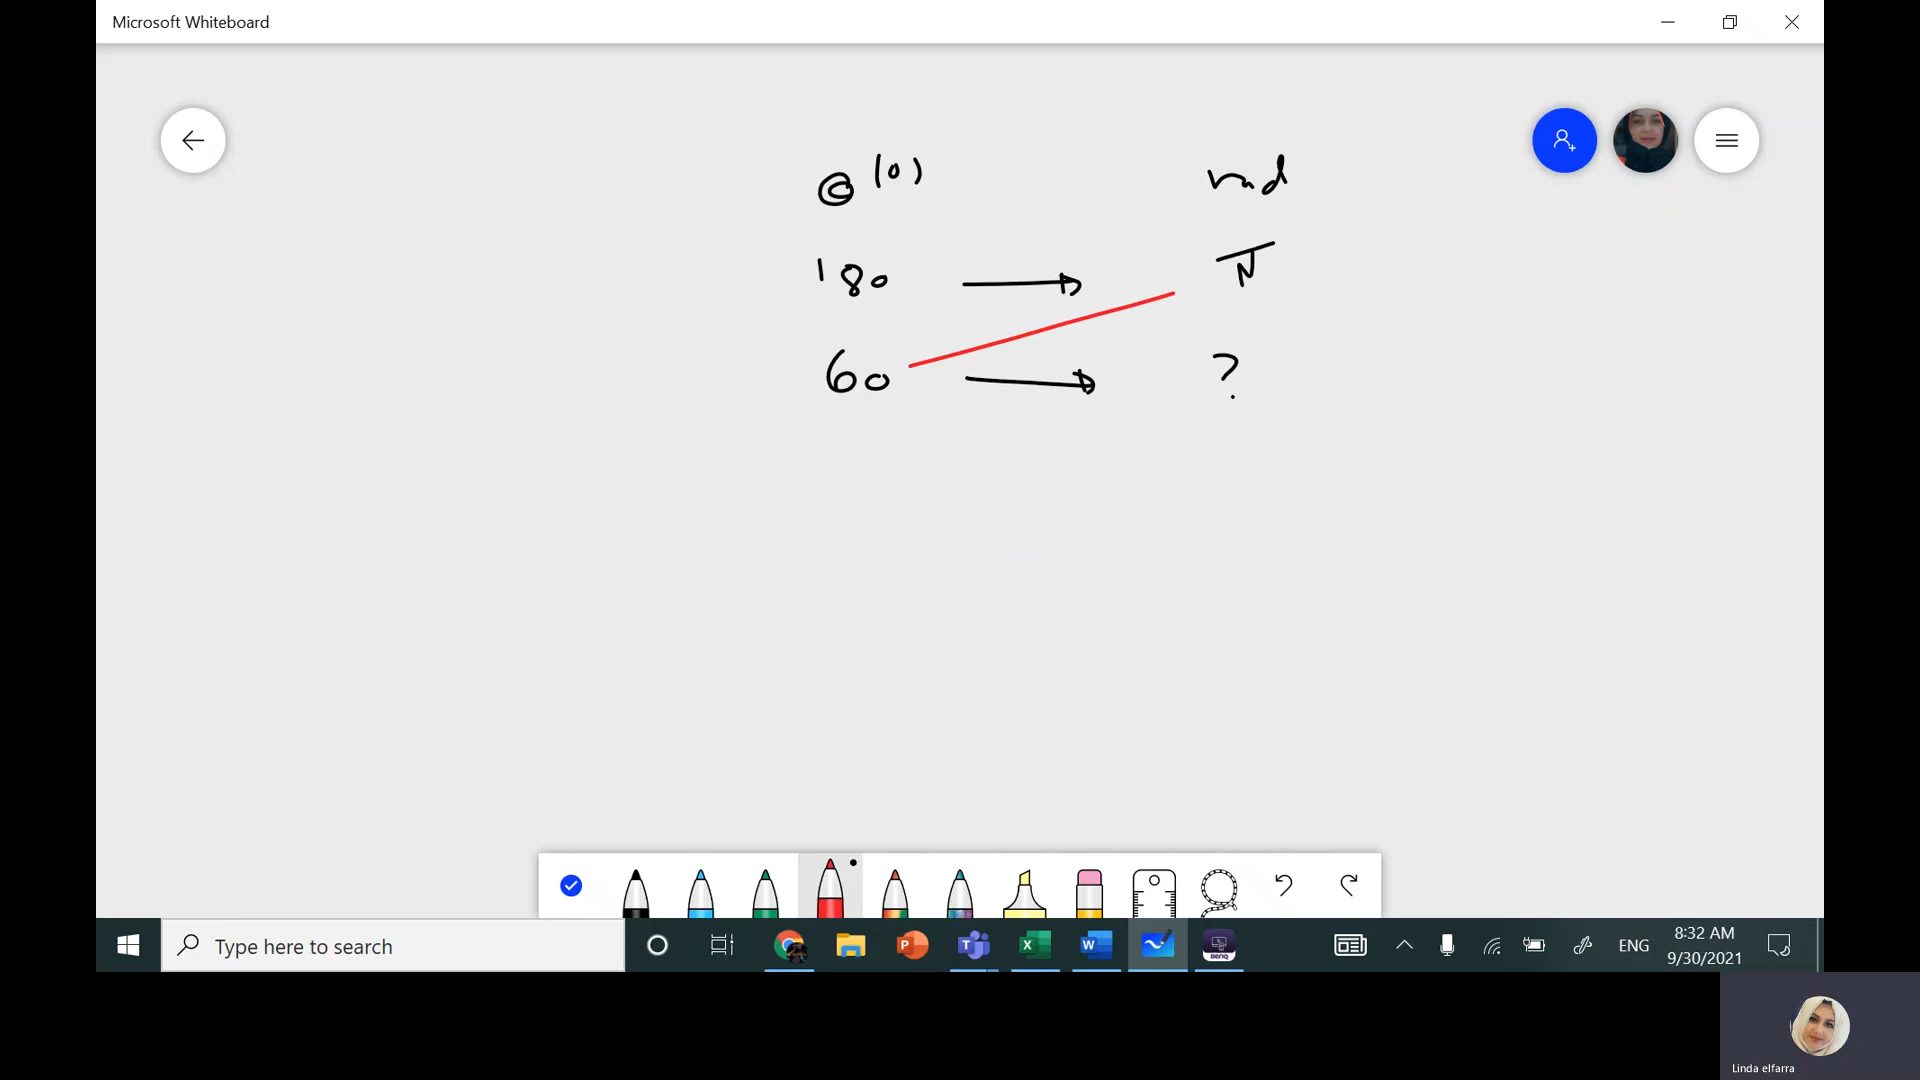 Microsoft Whiteboard
(0) rad
180 → π
60 → ?
Type here to search
ENG
8:32 AM
9/30/2021
BENQ
Linda elfarra